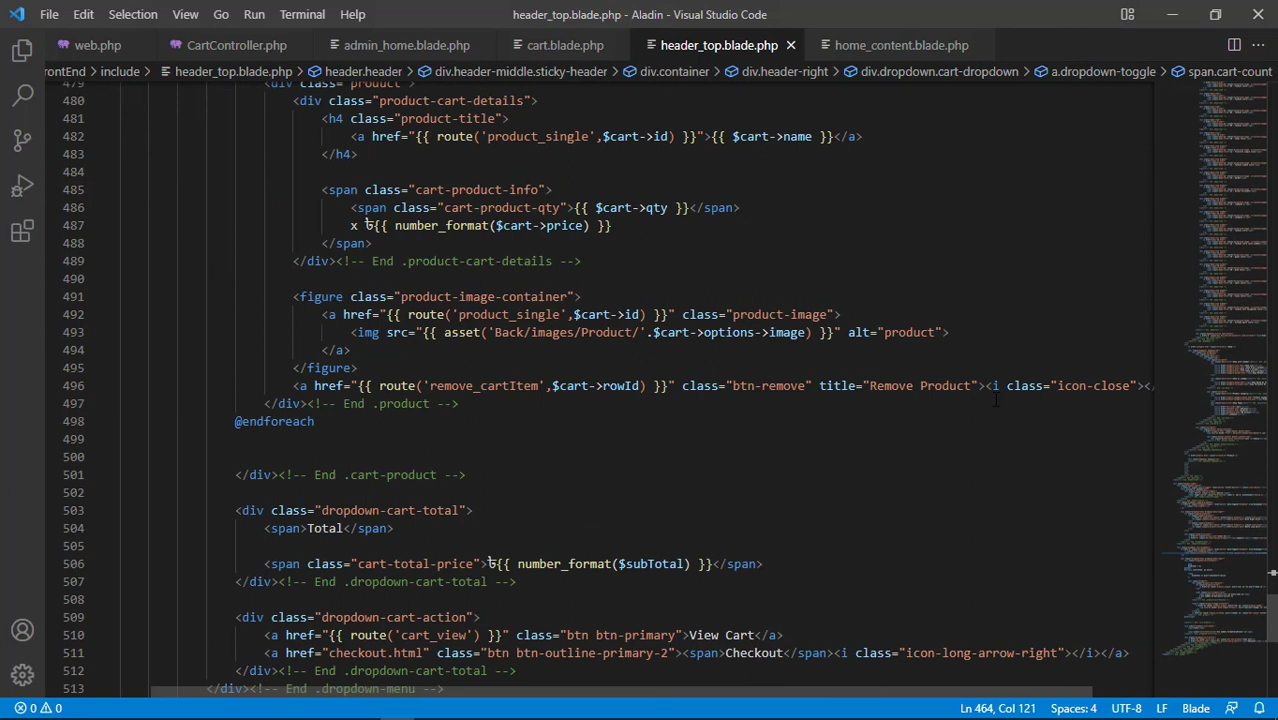 File Edit Selection View Go Run Terminal Help header_top.blade.php - Aladin - Visual Studio Code
web.php CartController.php admin_home.blade.php cart.blade.php header_top.blade.php home_content.blade.php
rontEnd > include > header_top.blade.php > header.header > div.header-middle.sticky-header > div.container > div.header-right > div.dropdown.cart-dropdown > a.dropdown-toggle > span.cart-count
479 <div class="product">
480 <div class="product-cart-details">
481 <h4 class="product-title">
482 <a href="{{ route('product_single',$cart->id) }}">{{ $cart->name }}</a>
483 </h4>
484
485 <span class="cart-product-info">
486 <span class="cart-product-qty">{{ $cart->qty }}</span>
487 x ৳{{ number_format($cart->price) }}
488 </span>
489 </div><!-- End .product-cart-details -->
490
491 <figure class="product-image-container">
492 <a href="{{ route('product_single',$cart->id) }}" class="product-image">
493 <img src="{{ asset('Back/images/Product/'.$cart->options->image) }}" alt="product">
494 </a>
495 </figure>
496 <a href="{{ route('remove_cartItem',$cart->rowId) }}" class="btn-remove" title="Remove Product"><i class="icon-close"></
497 </div><!-- End .product -->
498 @endforeach
499
500
501 </div><!-- End .cart-product -->
502
503 <div class="dropdown-cart-total">
504 <span>Total</span>
505
506 <span class="cart-total-price">৳{{ number_format($subTotal) }}</span>
507 </div><!-- End .dropdown-cart-total -->
508
509 <div class="dropdown-cart-action">
510 <a href="{{ route('cart_view') }}" class="btn btn-primary">View Cart</a>
511 <a href="checkout.html" class="btn btn-outline-primary-2"><span>Checkout</span><i class="icon-long-arrow-right"></i></a>
512 </div><!-- End .dropdown-cart-total -->
513 </div><!-- End .dropdown-menu -->
0 0 Ln 464, Col 121 Spaces: 4 UTF-8 LF Blade